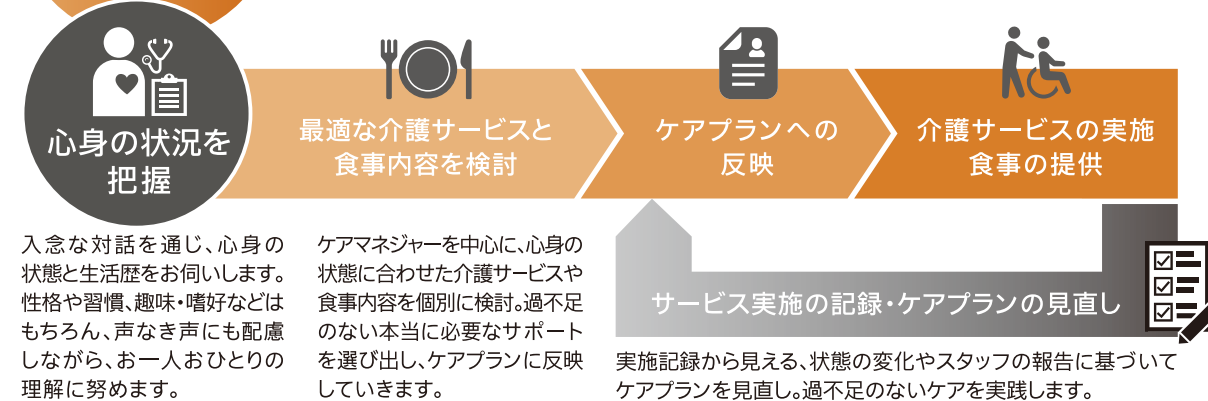 心身の状況を
把握
最適な介護サービスと
食事内容を検討
ケアプランへの
反映
介護サービスの実施
食事の提供
入念な対話を通じ、心身の
状態と生活歴をお伺いします。
性格や習慣、趣味・嗜好などは
もちろん、声なき声にも配慮
しながら、お一人おひとりの
理解に努めます。
ケアマネジャーを中心に、心身の
状態に合わせた介護サービスや
食事内容を個別に検討。過不足
のない本当に必要なサポート
を選び出し、ケアプランに反映
していきます。
サービス実施の記録・ケアプランの見直し
実施記録から見える、状態の変化やスタッフの報告に基づいて
ケアプランを見直し。過不足のないケアを実践します。